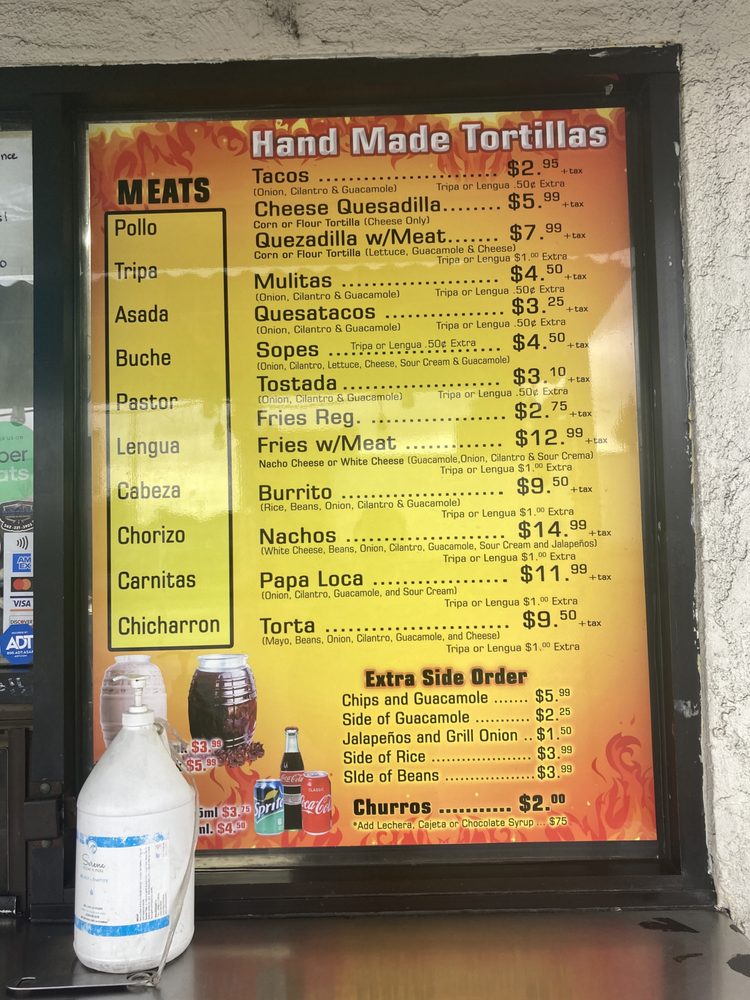 Hand Made Tortillas
MEATS
Pollo
Tripa
Asada
Buche
Pastor
Lengua
Cabeza
Chorizo
Carnitas
Chicharron
Tacos ........................ $2.95 +tax
(Onion, Cilantro & Guacamole) Tripa or Lengua .50¢ Extra
Cheese Quesadilla........ $5.99 +tax
Corn or Flour Tortilla (Cheese Only)
Quezadilla w/Meat....... $7.99 +tax
Corn or Flour Tortilla (Lettuce, Guacamole & Cheese)
Tripa or Lengua $1.00 Extra
Mulitas ...................... $4.50 +tax
(Onion, Cilantro & Guacamole) Tripa or Lengua .50¢ Extra
Quesatacos ............... $3.25 +tax
(Onion, Cilantro & Guacamole) Tripa or Lengua .50¢ Extra
Sopes ...................... $4.50 +tax
Tripa or Lengua .50¢ Extra
(Onion, Cilantro, Lettuce, Cheese, Sour Cream & Guacamole)
Tostada .................... $3.10 +tax
(Onion, Cilantro & Guacamole) Tripa or Lengua .50¢ Extra
Fries Reg. ................. $2.75 +tax
Fries w/Meat ............. $12.99 +tax
Nacho Cheese or White Cheese (Guacamole,Onion, Cilantro & Sour Crema)
Tripa or Lengua $1.00 Extra
Burrito ..................... $9.50 +tax
(Rice, Beans, Onion, Cilantro & Guacamole)
Tripa or Lengua $1.00 Extra
Nachos ..................... $14.99 +tax
(White Cheese, Beans, Onion, Cilantro, Guacamole, Sour Cream and Jalapeños)
Tripa or Lengua $1.00 Extra
Papa Loca ................. $11.99 +tax
(Onion, Cilantro, Guacamole, and Sour Cream)
Tripa or Lengua $1.00 Extra
Torta ........................ $9.50 +tax
(Mayo, Beans, Onion, Cilantro, Guacamole, and Cheese)
Tripa or Lengua $1.00 Extra
Extra Side Order
Chips and Guacamole ....... $5.99
Side of Guacamole ........... $2.25
Jalapeños and Grill Onion .. $1.50
Side of Rice .................. $3.99
SIde of Beans .................. $3.99
Churros ........... $2.00
*Add Lechera, Cajeta or Chocolate Syrup ... $75
$3.99
$5.99
5ml $3.75
ml. $4.50
Sprite
Coca-Cola
CLASSIC
Coca-Cola
AM EX
VISA
ADT